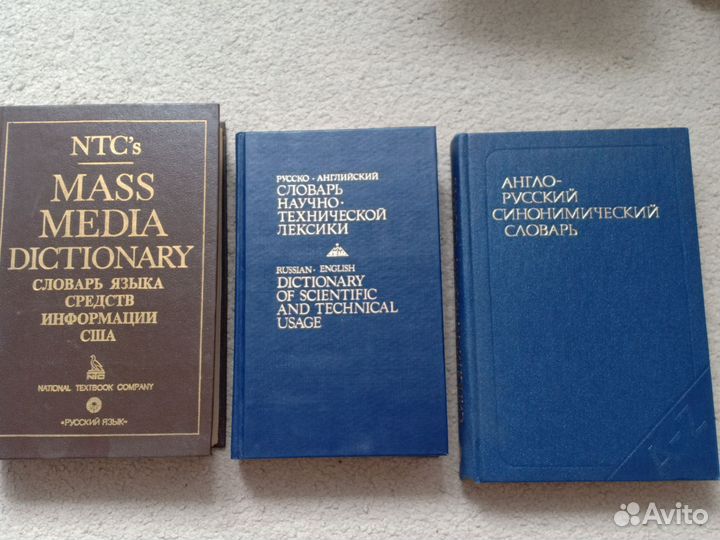 NTC's
MASS
MEDIA
DICTIONARY
СЛОВАРЬ ЯЗЫКА
СРЕДСТВ
ИНФОРМАЦИИ
США
NTC
NATIONAL TEXTBOOK COMPANY
«РУССКИЙ ЯЗЫК»
РУССКО-АНГЛИЙСКИЙ
СЛОВАРЬ
НАУЧНО-
ТЕХНИЧЕСКОЙ
ЛЕКСИКИ
RUSSIAN-ENGLISH
DICTIONARY
OF SCIENTIFIC
AND TECHNICAL
USAGE
АНГЛО-
РУССКИЙ
СИНОНИМИЧЕСКИЙ
СЛОВАРЬ
A-Z
Avito